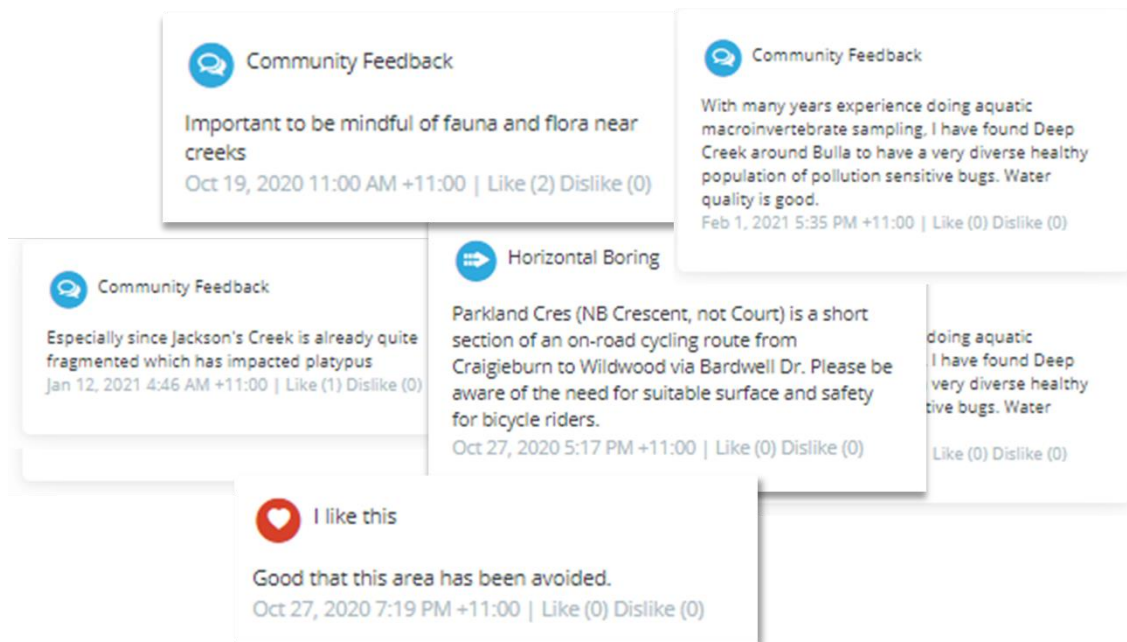 Community Feedback
Important to be mindful of fauna and flora near
creeks
Oct 19, 2020 11:00 AM +11:00 | Like (2) Dislike (0)
Community Feedback
With many years experience doing aquatic
macroinvertebrate sampling, I have found Deep
Creek around Bulla to have a very diverse healthy
population of pollution sensitive bugs. Water
quality is good.
Feb 1, 2021 5:35 PM +11:00 | Like (0) Dislike (0)
Community Feedback
Especially since Jackson's Creek is already quite
fragmented which has impacted platypus
Jan 12, 2021 4:46 AM +11:00 | Like (1) Dislike (0)
Horizontal Boring
Parkland Cres (NB Crescent, not Court) is a short
section of an on-road cycling route from
Craigieburn to Wildwood via Bardwell Dr. Please be
aware of the need for suitable surface and safety
for bicycle riders.
Oct 27, 2020 5:17 PM +11:00 | Like (0) Dislike (0)
doing aquatic
I have found Deep
very diverse healthy
tive bugs. Water
Like (0) Dislike (0)
I like this
Good that this area has been avoided.
Oct 27, 2020 7:19 PM +11:00 | Like (0) Dislike (0)